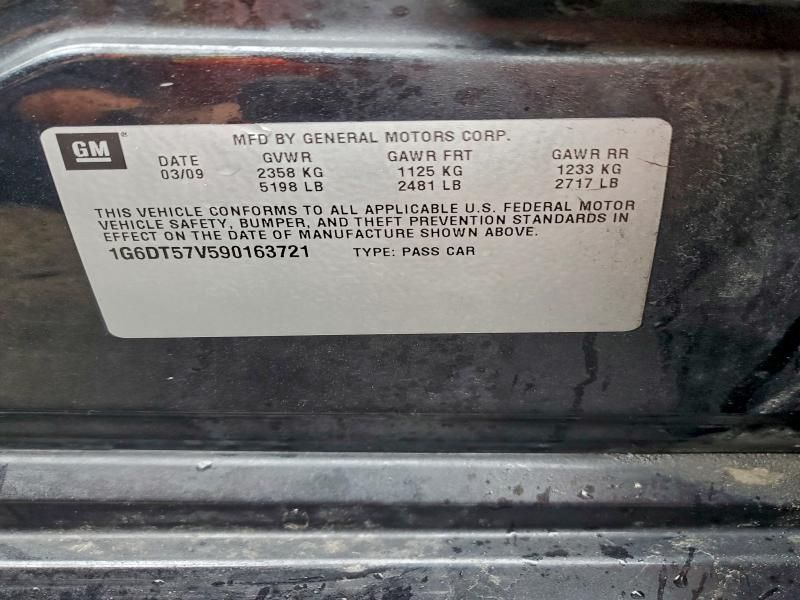 GM
MFD BY GENERAL MOTORS CORP.
DATE GVWR GAWR FRT GAWR RR
03/09 2358 KG 1125 KG 1233 KG
5198 LB 2481 LB 2717 LB
THIS VEHICLE CONFORMS TO ALL APPLICABLE U.S. FEDERAL MOTOR
VEHICLE SAFETY, BUMPER, AND THEFT PREVENTION STANDARDS IN
EFFECT ON THE DATE OF MANUFACTURE SHOWN ABOVE.
1G6DT57V590163721 TYPE: PASS CAR